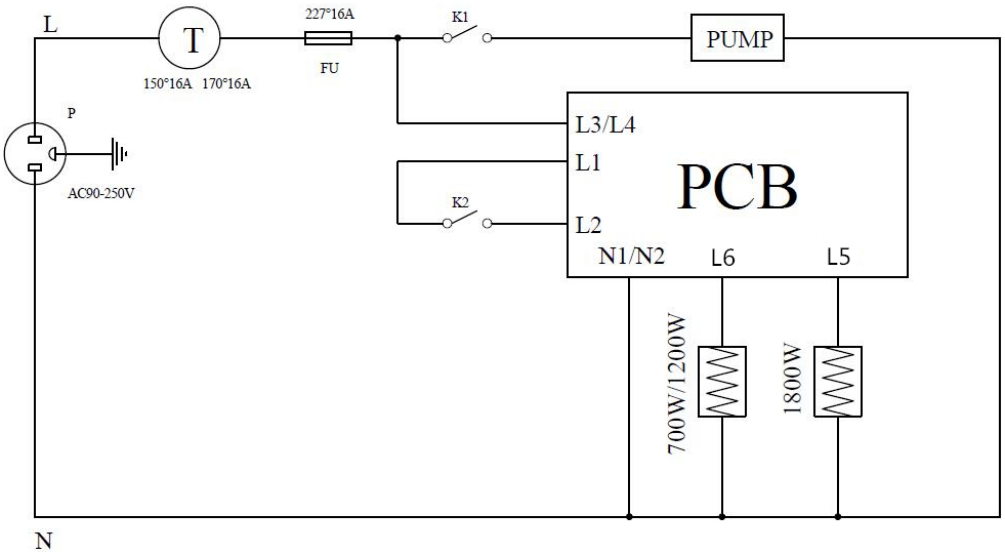 227°16A
K1
L
T
PUMP
FU
150°16A 170°16A
P
L3/L4
L1
PCB
AC90-250V
K2
L2
N1/N2 L6 L5
700W/1200W
1800W
N